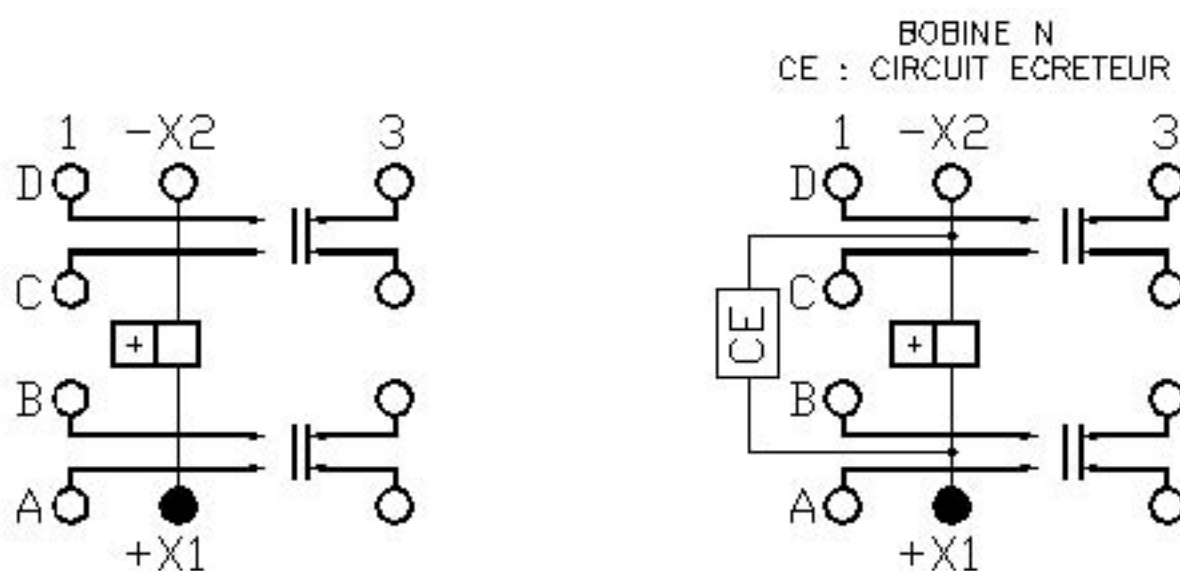 BOBINE N
CE : CIRCUIT ECRETEUR
1 -X2 3
D
C
+
B
A
+X1
1 -X2 3
D
C
CE
+
B
A
+X1